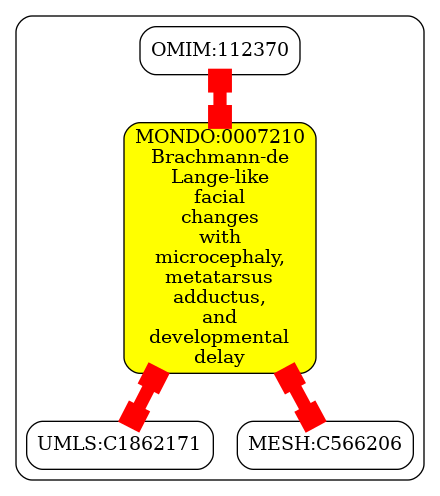 OMIM:112370
MONDO:0007210
Brachmann-de
Lange-like
facial
changes
with
microcephaly,
metatarsus
adductus,
and
developmental
delay
UMLS:C1862171
MESH:C566206